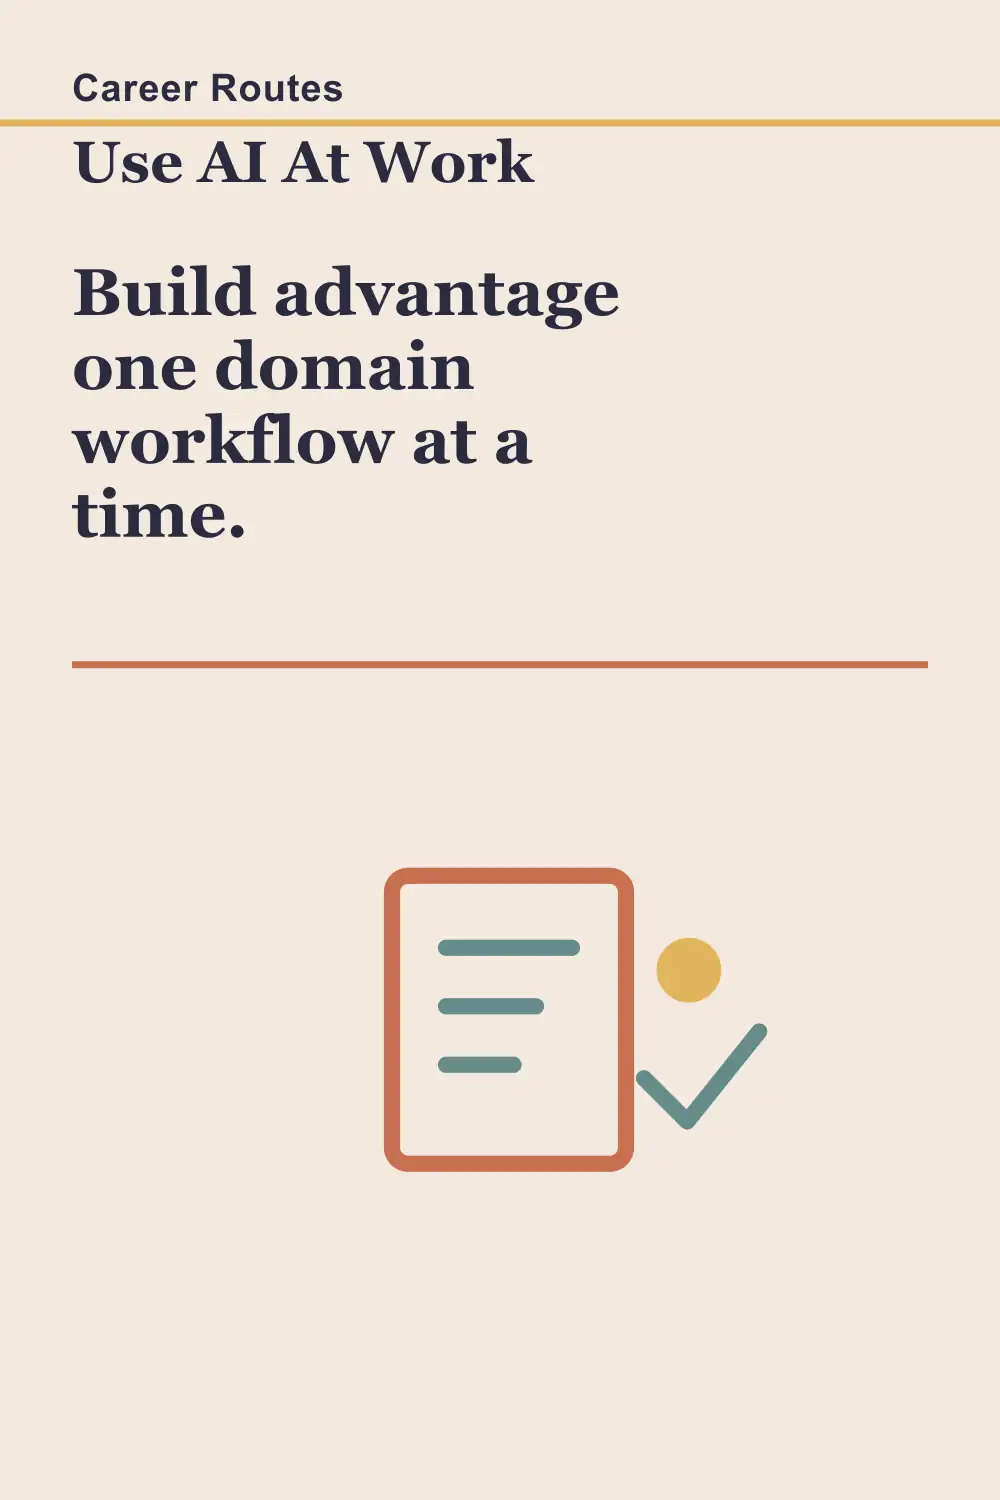 Career Routes
Use AI At Work
Build advantage
one domain
workflow at a
time.